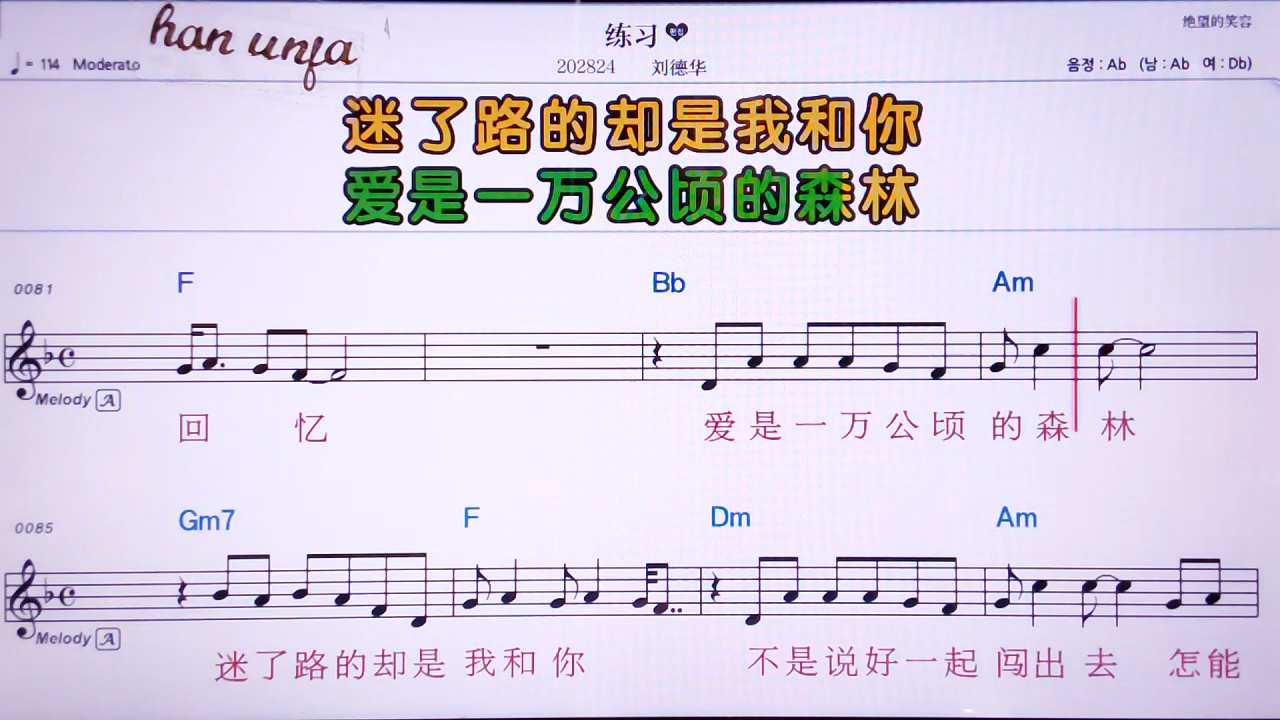 han unfa
练习 편집
绝望的笑容
♩= 114 Moderato
202824 刘德华
음정 : Ab (남 : Ab 여 : Db)
迷了路的却是我和你
爱是一万公顷的森林
0081 F Bb Am
Melody A
回 忆 爱是一万公顷 的森 林
0085 Gm7 F Dm Am
Melody A
迷了路的却是 我和 你 不是说好一起 闯出 去 怎能